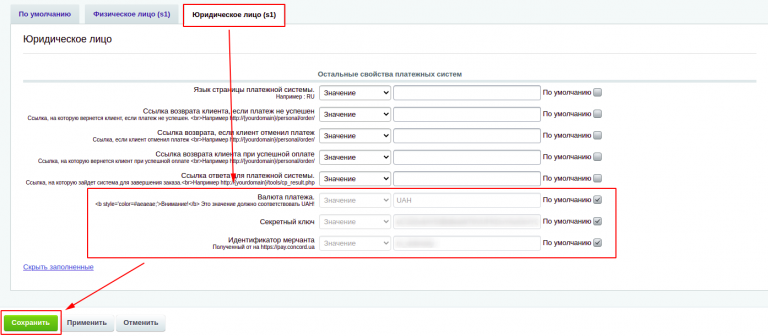 По умолчанию Физическое лицо (s1) Юридическое лицо (s1)
Юридическое лицо
Остальные свойства платежных систем
Язык страницы платежной системы. Значение По умолчанию
Например : RU
Ссылка возврата клиента, если платеж не успешен Значение По умолчанию
Ссылка, на которую вернется клиент, если платеж не успешен. <br>Например http://{yourdomain}/personal/order/
Ссылка возврата, если клиент отменил платеж Значение По умолчанию
Ссылка, если клиент отменил платеж <br>Например http://{yourdomain}/personal/order/
Ссылка возврата клиента при успешной оплате Значение По умолчанию
Ссылка, на которую вернется клиент при успешной оплате <br>Например http://{yourdomain}/personal/order/
Ссылка ответа для платежной системы. Значение По умолчанию
Ссылка, на которую зайдет система для завершения заказа.<br>Например http://{yourdomain}/tools/cp_result.php
Валюта платежа. Значение UAH По умолчанию
<b style='color:#aeaeae;'>Внимание!</b> Это значение должно соответствовать UAH!
Секретный ключ Значение По умолчанию
Идентификатор мерчанта Значение По умолчанию
Полученный от на https://pay.concord.ua
Скрыть заполненные
Сохранить Применить Отменить